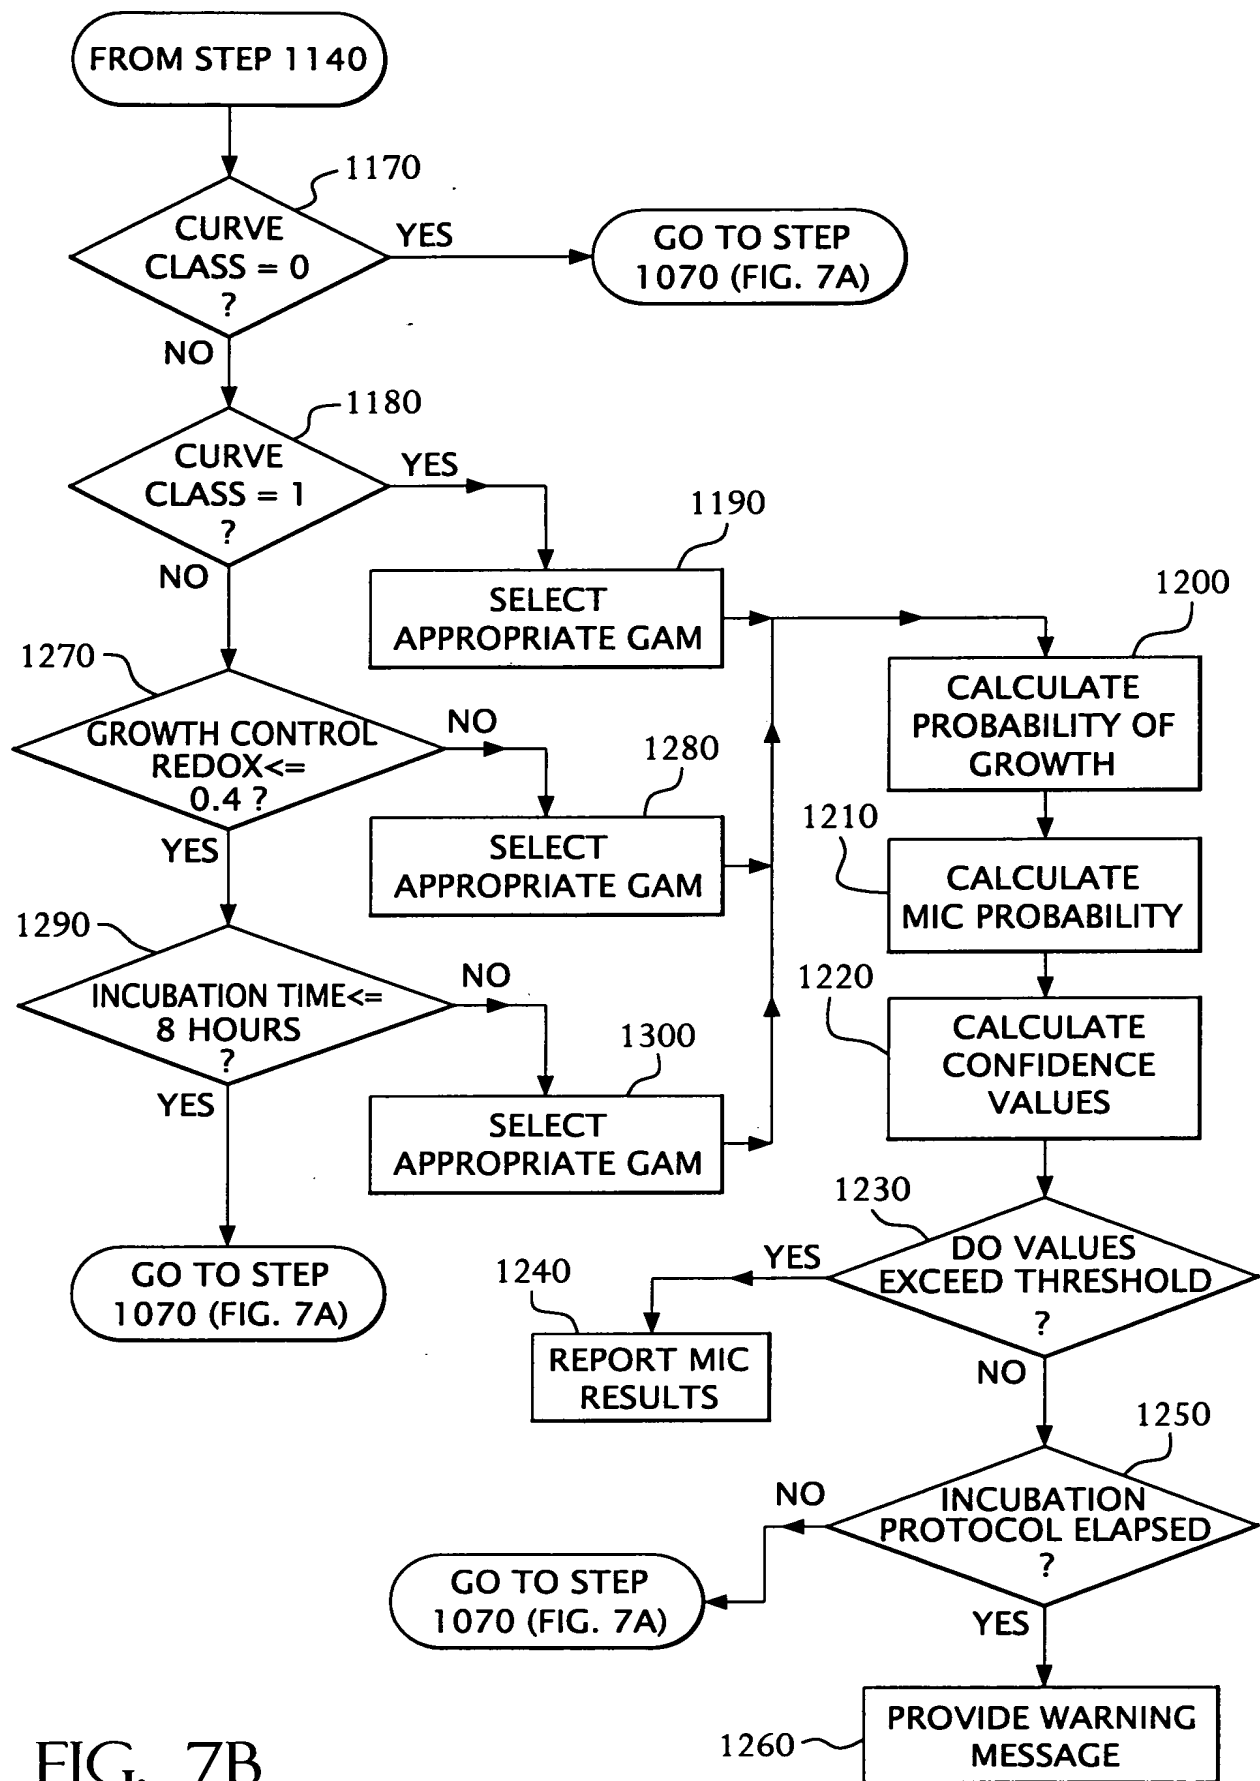 FROM STEP 1140
1170
CURVE
CLASS = 0
?
YES
GO TO STEP
1070 (FIG. 7A)
NO
1180
CURVE
CLASS = 1
?
YES
NO
1190
SELECT
APPROPRIATE GAM
1200
CALCULATE
PROBABILITY OF
GROWTH
1270
GROWTH CONTROL
REDOX<=
0.4 ?
NO
YES
1280
SELECT
APPROPRIATE GAM
1210
CALCULATE
MIC PROBABILITY
1290
INCUBATION TIME<=
8 HOURS
?
NO
YES
1300
SELECT
APPROPRIATE GAM
1220
CALCULATE
CONFIDENCE
VALUES
GO TO STEP
1070 (FIG. 7A)
1230
DO VALUES
EXCEED THRESHOLD
?
YES
1240
REPORT MIC
RESULTS
NO
1250
INCUBATION
PROTOCOL ELAPSED
?
NO
GO TO STEP
1070 (FIG. 7A)
YES
1260
PROVIDE WARNING
MESSAGE
FIG. 7B